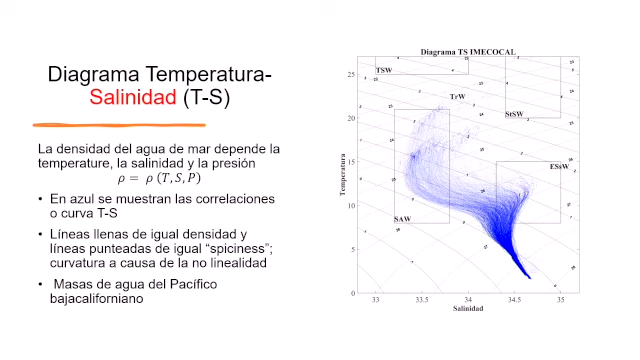 Diagrama Temperatura-
Salinidad (T-S)
La densidad del agua de mar depende la
temperature, la salinidad y la presión
𝜌 = 𝜌 (𝑇, 𝑆, 𝑃)
• En azul se muestran las correlaciones
o curva T-S
• Líneas llenas de igual densidad y
líneas punteadas de igual “spiciness”;
curvatura a causa de la no linealidad
• Masas de agua del Pacífico
bajacaliforniano
Diagrama TS IMECOCAL
TSW
TrW
StSW
ESsW
SAW
Temperatura
25
20
15
10
5
0
33
33.5
34
34.5
35
Salinidad